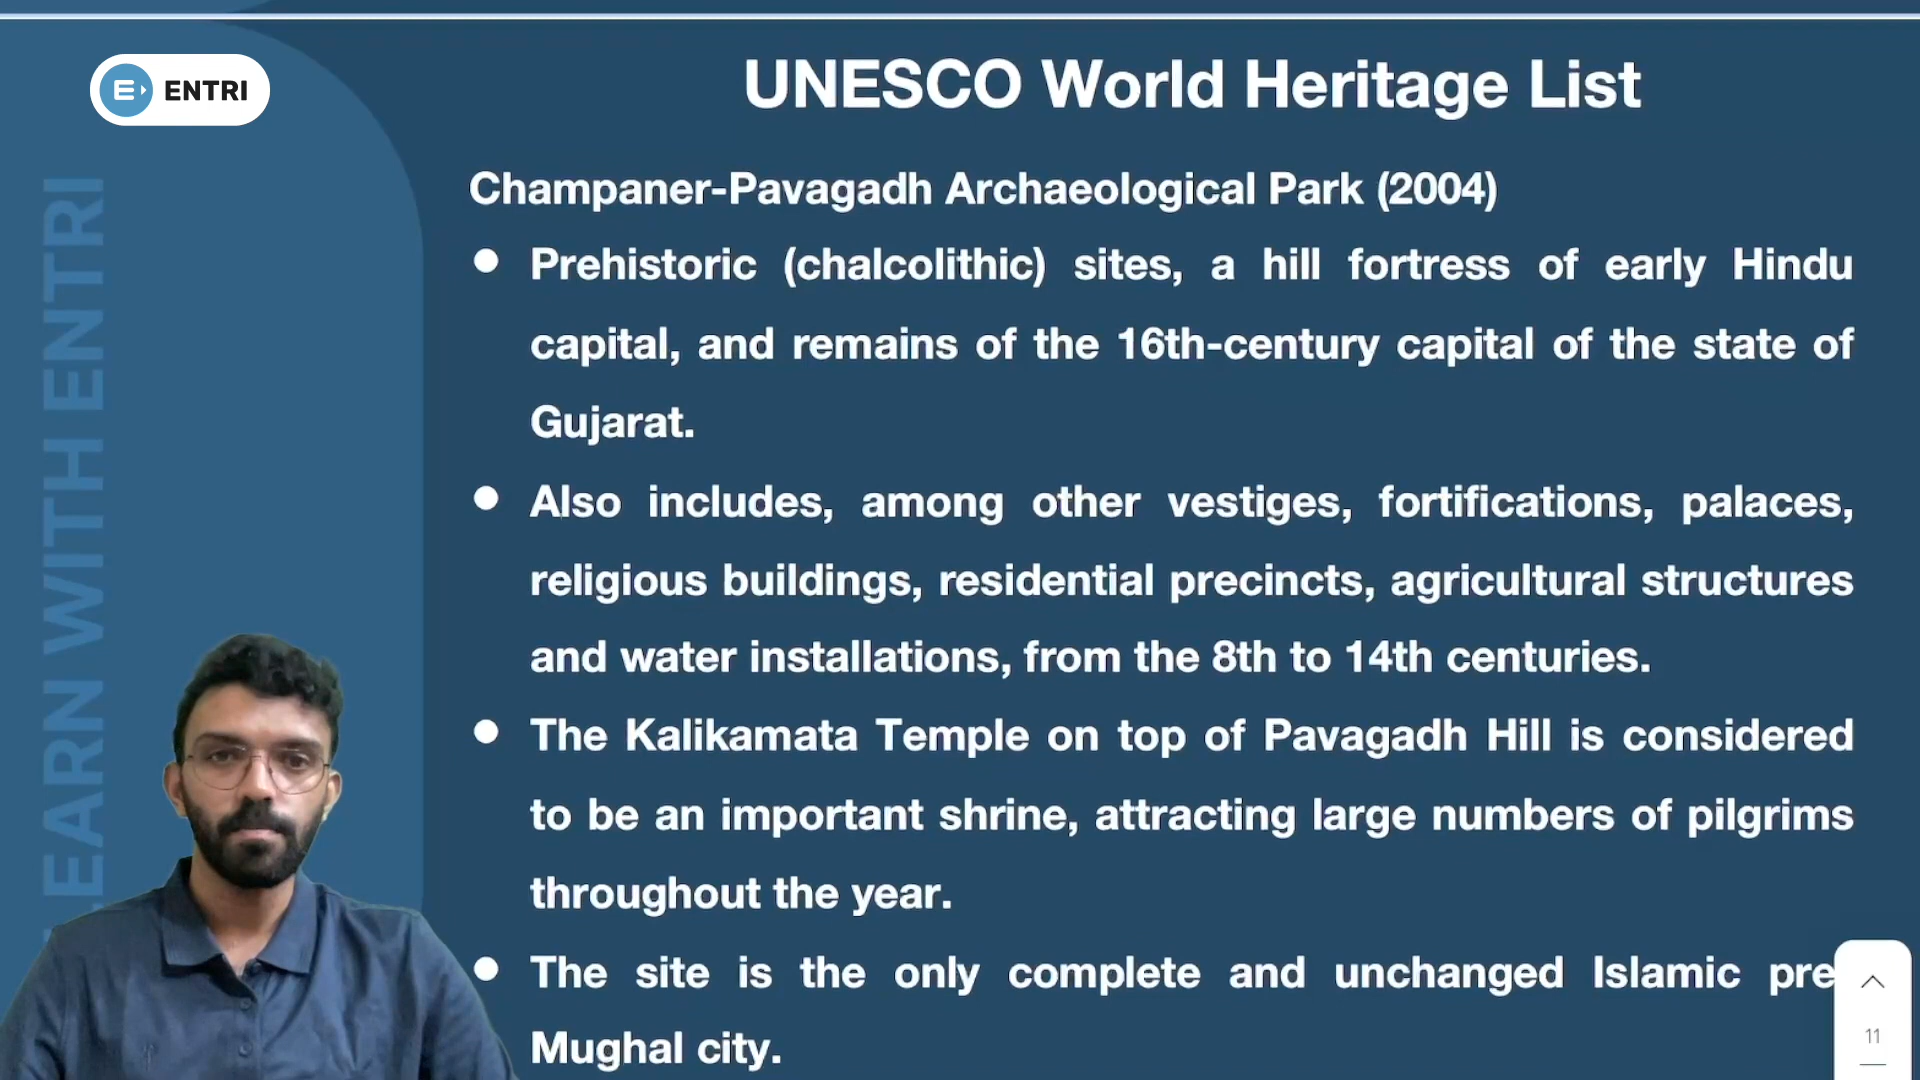 ENTRI
UNESCO World Heritage List
Champaner-Pavagadh Archaeological Park (2004)
● Prehistoric (chalcolithic) sites, a hill fortress of early Hindu
capital, and remains of the 16th-century capital of the state of
Gujarat.
● Also includes, among other vestiges, fortifications, palaces,
religious buildings, residential precincts, agricultural structures
and water installations, from the 8th to 14th centuries.
● The Kalikamata Temple on top of Pavagadh Hill is considered
to be an important shrine, attracting large numbers of pilgrims
throughout the year.
● The site is the only complete and unchanged Islamic pre
Mughal city.
EARN WITH ENTRI
11